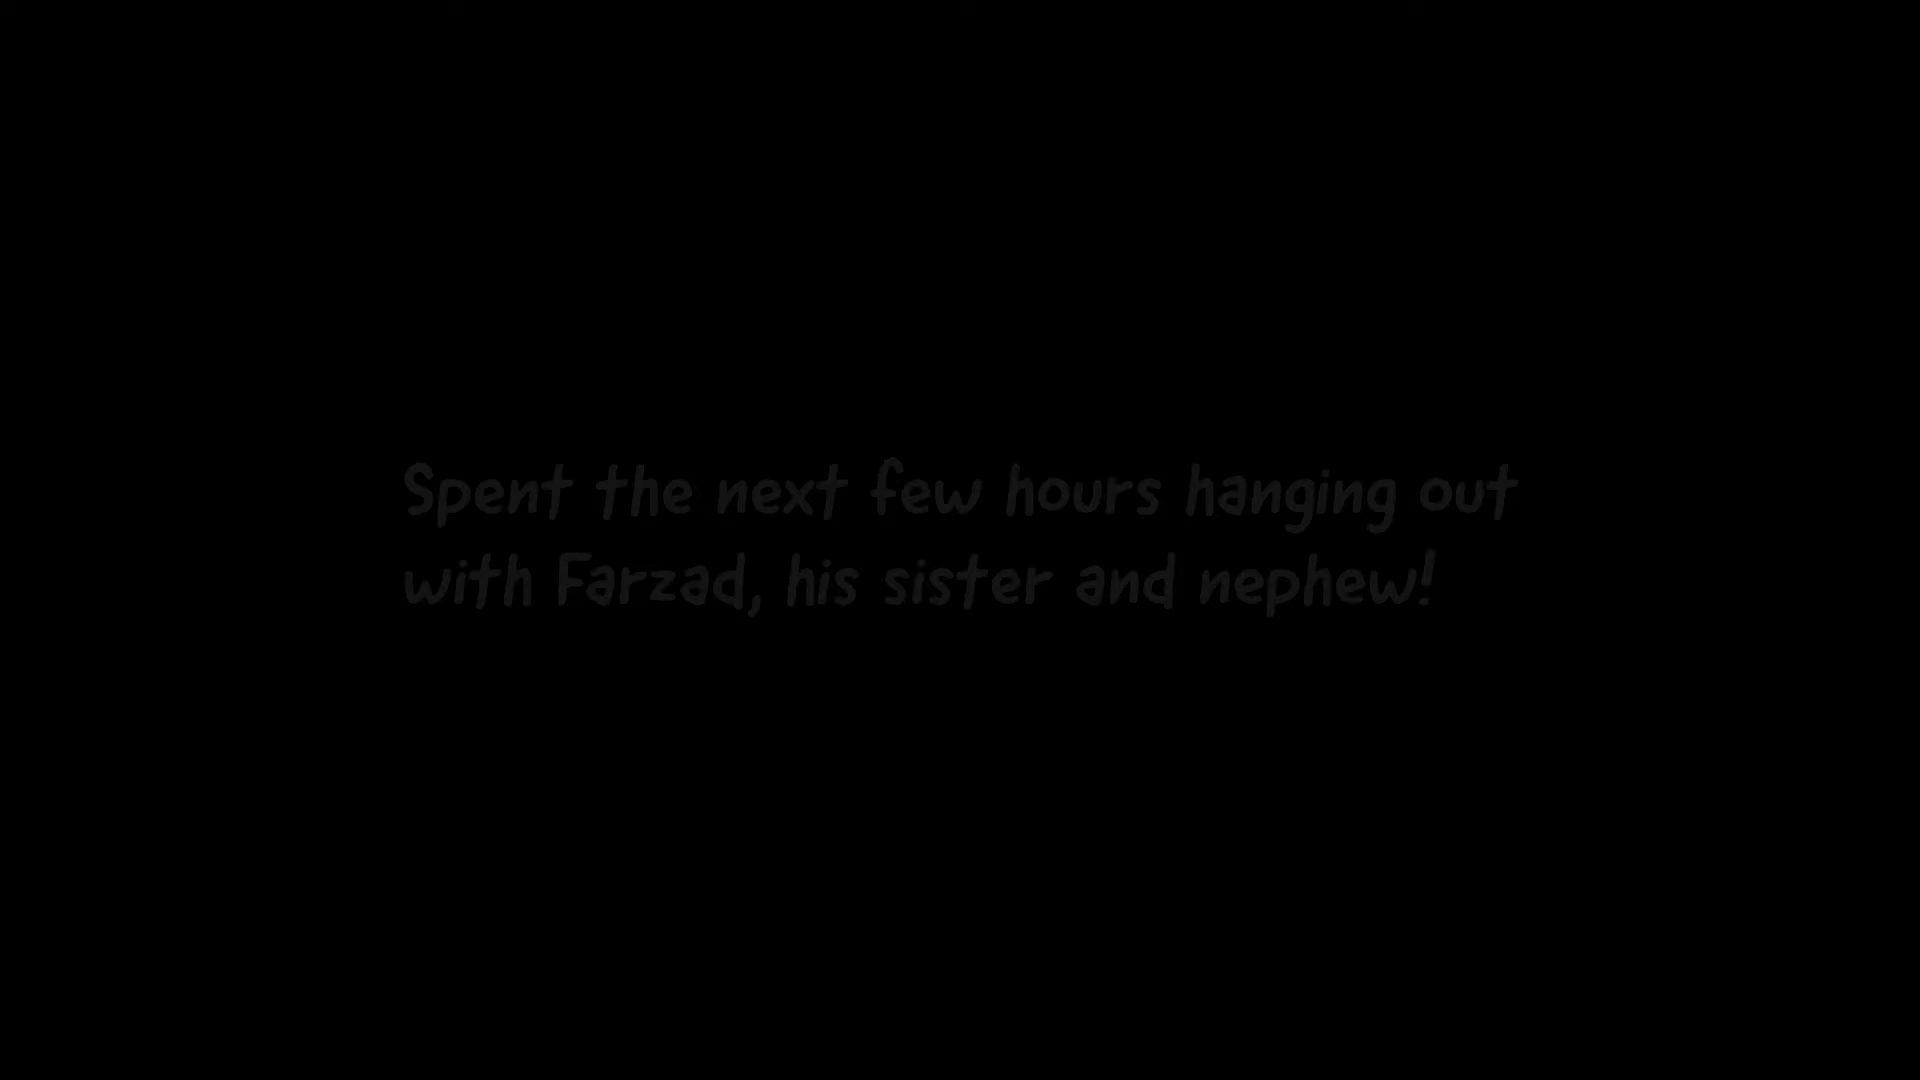 Spent the next few hours hanging out
with Farzad, his sister and nephew!